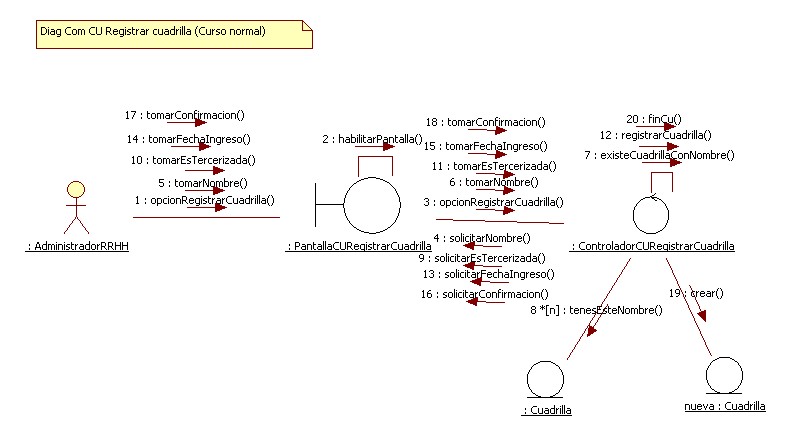 Diag Com CU Registrar cuadrilla (Curso normal)
17 : tomarConfirmacion()
14 : tomarFechaIngreso()
10 : tomarEsTercerizada()
5 : tomarNombre()
1 : opcionRegistrarCuadrilla()
2 : habilitarPantalla()
18 : tomarConfirmacion()
15 : tomarFechaIngreso()
11 : tomarEsTercerizada()
6 : tomarNombre()
3 : opcionRegistrarCuadrilla()
20 : finCu()
12 : registrarCuadrilla()
7 : existeCuadrillaConNombre()
: AdministradorRRHH
: PantallaCURegistrarCuadrilla
: ControladorCURegistrarCuadrilla
4 : solicitarNombre()
9 : solicitarEsTercerizada()
13 : solicitarFechaIngreso()
16 : solicitarConfirmacion()
8 *[n] : tenesEsteNombre()
19 : crear()
: Cuadrilla
nueva : Cuadrilla